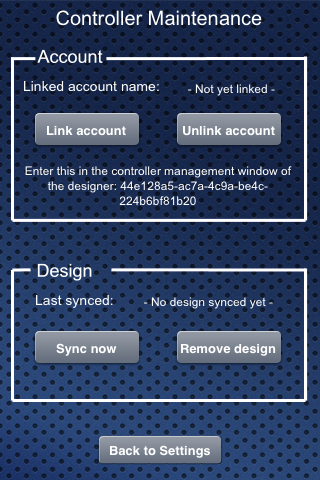 Controller Maintenance
Account
Linked account name: - Not yet linked -
Link account Unlink account
Enter this in the controller management window of
the designer: 44e128a5-ac7a-4c9a-be4c-
224b6bf81b20
Design
Last synced: - No design synced yet -
Sync now Remove design
Back to Settings